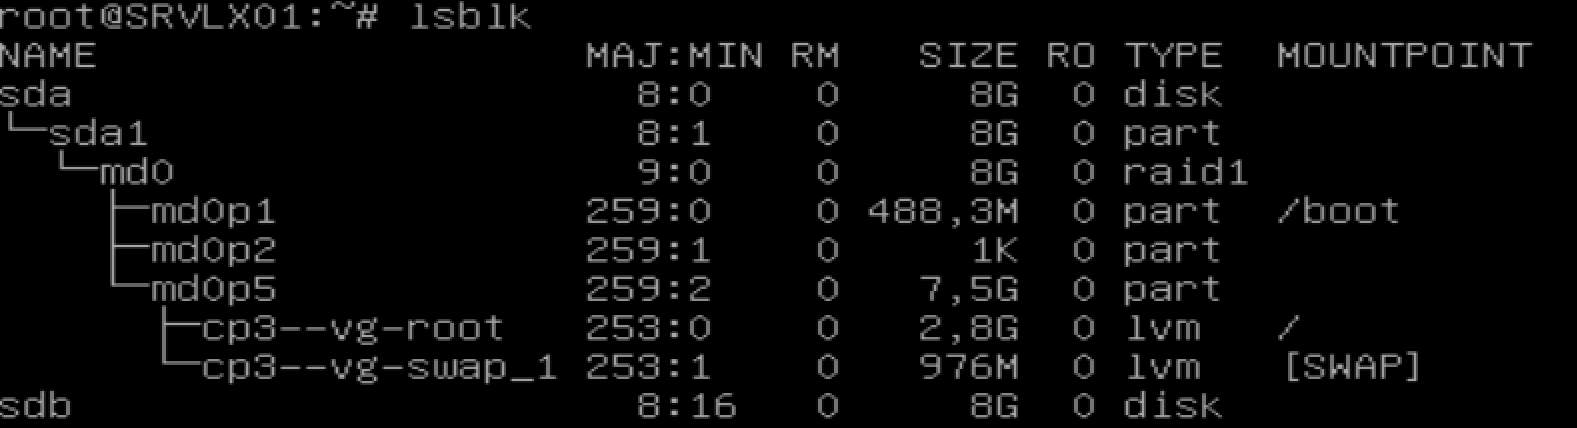 root@SRVLX01:~# lsblk
NAME                  MAJ:MIN RM   SIZE RO TYPE  MOUNTPOINT
sda                     8:0    0     8G  0 disk
└─sda1                  8:1    0     8G  0 part
  └─md0                 9:0    0     8G  0 raid1
    ├─md0p1           259:0    0 488,3M  0 part  /boot
    ├─md0p2           259:1    0     1K  0 part
    └─md0p5           259:2    0   7,5G  0 part
      ├─cp3--vg-root  253:0    0   2,8G  0 lvm   /
      └─cp3--vg-swap_1 253:1   0   976M  0 lvm   [SWAP]
sdb                     8:16   0     8G  0 disk